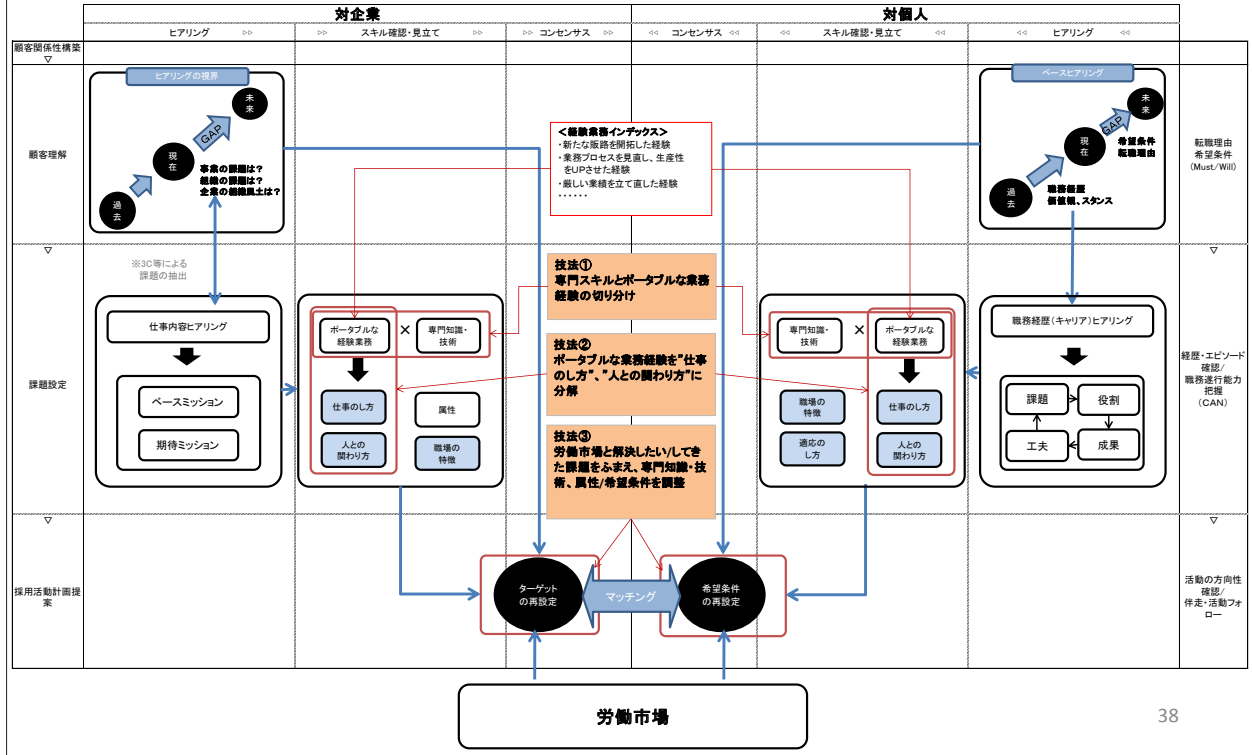 対企業
対個人
ヒアリング ▷▷
▷▷ スキル確認・見立て ▷▷
▷▷ コンセンサス ▷▷
◁◁ コンセンサス ◁◁
◁◁ スキル確認・見立て ◁◁
◁◁ ヒアリング ◁◁
顧客関係性構築
▽
顧客理解
ヒアリングの視界
未来
GAP
現在
過去
事業の課題は?
組織の課題は?
企業の組織風土は?
<経験業務インデックス>
・新たな販路を開拓した経験
・業務プロセスを見直し、生産性
をUPさせた経験
・厳しい業績を立て直した経験
・・・・・・
ベースヒアリング
未来
GAP
現在
過去
希望条件
転職理由
職務経歴
価値観、スタンス
転職理由
希望条件
(Must/Will)
▽
課題設定
※3C等による
課題の抽出
仕事内容ヒアリング
ベースミッション
期待ミッション
ポータブルな
経験業務
×
専門知識・
技術
仕事のし方
人との
関わり方
属性
職場の
特徴
技法①
専門スキルとポータブルな業務
経験の切り分け
技法②
ポータブルな業務経験を”仕事
のし方”、”人との関わり方”に
分解
技法③
労働市場と解決したい/してき
た課題をふまえ、専門知識・技
術、属性/希望条件を調整
専門知識・
技術
×
ポータブルな
経験業務
職場の
特徴
適応の
し方
仕事のし方
人との
関わり方
職務経歴(キャリア)ヒアリング
課題
役割
工夫
成果
▽
経歴・エピソード
確認/
職務遂行能力
把握
(CAN)
▽
採用活動計画提
案
ターゲット
の再設定
マッチング
希望条件
の再設定
▽
活動の方向性
確認/
伴走・活動フォ
ロー
労働市場
38